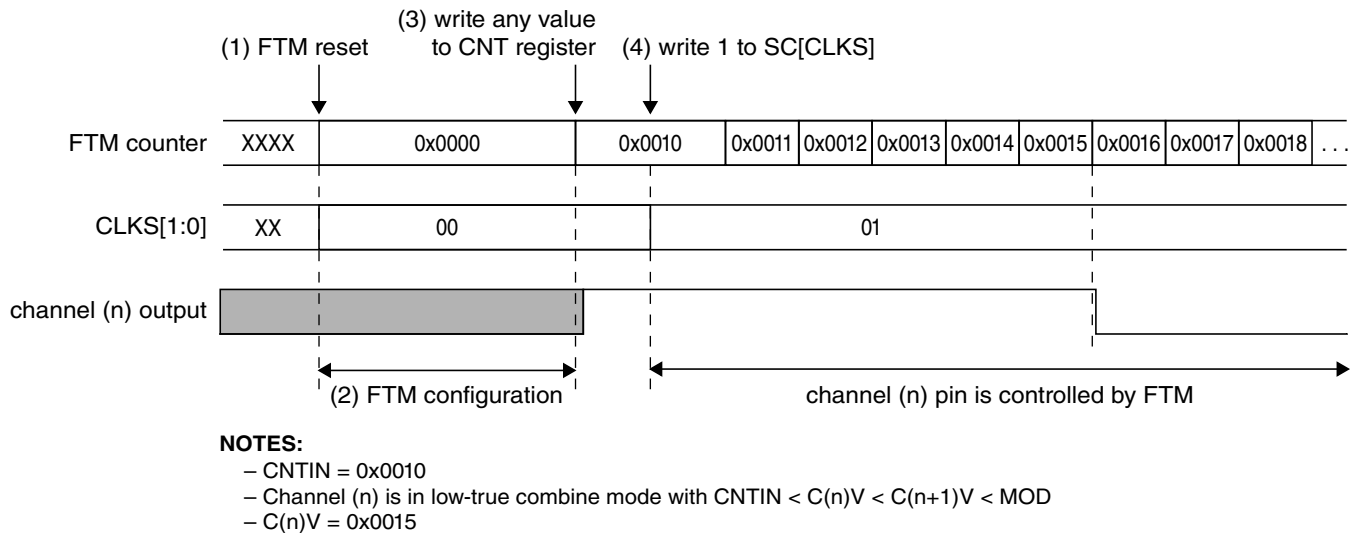 (3) write any value
(1) FTM reset to CNT register (4) write 1 to SC[CLKS]
FTM counter XXXX 0x0000 0x0010 0x0011 0x0012 0x0013 0x0014 0x0015 0x0016 0x0017 0x0018 . . .
CLKS[1:0] XX 00 01
channel (n) output
(2) FTM configuration channel (n) pin is controlled by FTM
NOTES:
– CNTIN = 0x0010
– Channel (n) is in low-true combine mode with CNTIN < C(n)V < C(n+1)V < MOD
– C(n)V = 0x0015